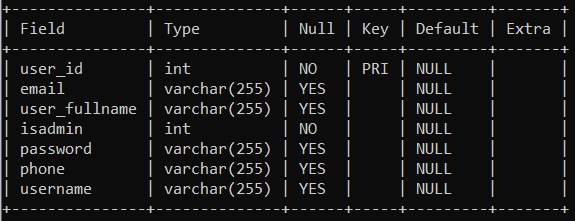 +---------------+--------------+------+-----+---------+-------+
| Field         | Type         | Null | Key | Default | Extra |
+---------------+--------------+------+-----+---------+-------+
| user_id       | int          | NO   | PRI | NULL    |       |
| email         | varchar(255) | YES  |     | NULL    |       |
| user_fullname | varchar(255) | YES  |     | NULL    |       |
| isadmin       | int          | NO   |     | NULL    |       |
| password      | varchar(255) | YES  |     | NULL    |       |
| phone         | varchar(255) | YES  |     | NULL    |       |
| username      | varchar(255) | YES  |     | NULL    |       |
+---------------+--------------+------+-----+---------+-------+